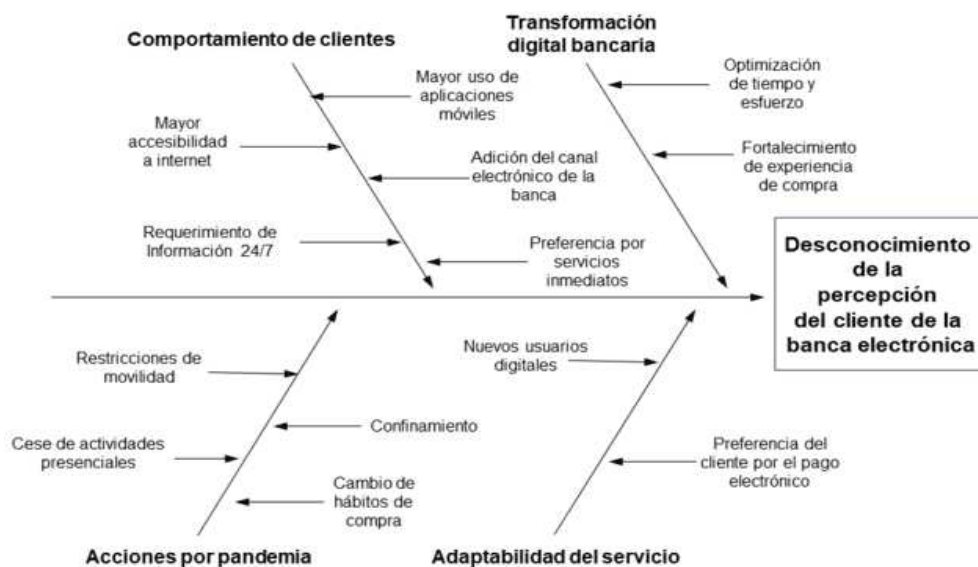 Comportamiento de clientes
Transformación
digital bancaria
Mayor uso de
aplicaciones
móviles
Mayor
accesibilidad
a internet
Adición del canal
electrónico de la
banca
Requerimiento de
Información 24/7
Preferencia por
servicios
inmediatos
Optimización
de tiempo y
esfuerzo
Fortalecimiento
de experiencia
de compra
Desconocimiento
de la
percepción
del cliente de la
banca electrónica
Restricciones de
movilidad
Confinamiento
Cese de actividades
presenciales
Cambio de
hábitos de
compra
Nuevos usuarios
digitales
Preferencia del
cliente por el pago
electrónico
Acciones por pandemia
Adaptabilidad del servicio